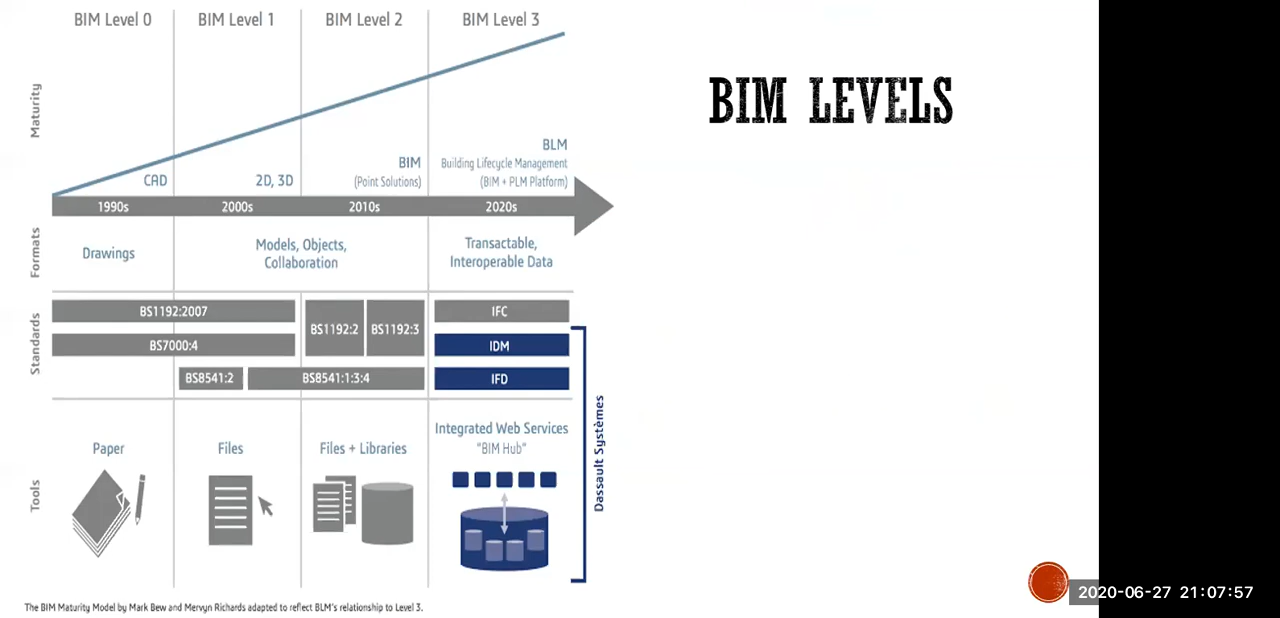 BIM Level 0
BIM Level 1
BIM Level 2
BIM Level 3
BIM LEVELS
Maturity
CAD
2D, 3D
BIM
(Point Solutions)
BLM
Building Lifecycle Management
(BIM + PLM Platform)
1990s
2000s
2010s
2020s
Formats
Drawings
Models, Objects,
Collaboration
Transactable,
Interoperable Data
Standards
BS1192:2007
BS1192:2
BS1192:3
IFC
BS7000:4
IDM
BS8541:2
BS8541:1:3:4
IFD
Dassault Systèmes
Tools
Paper
Files
Files + Libraries
Integrated Web Services
"BIM Hub"
The BIM Maturity Model by Mark Bew and Mervyn Richards adapted to reflect BLM's relationship to Level 3.
2020-06-27 21:07:57